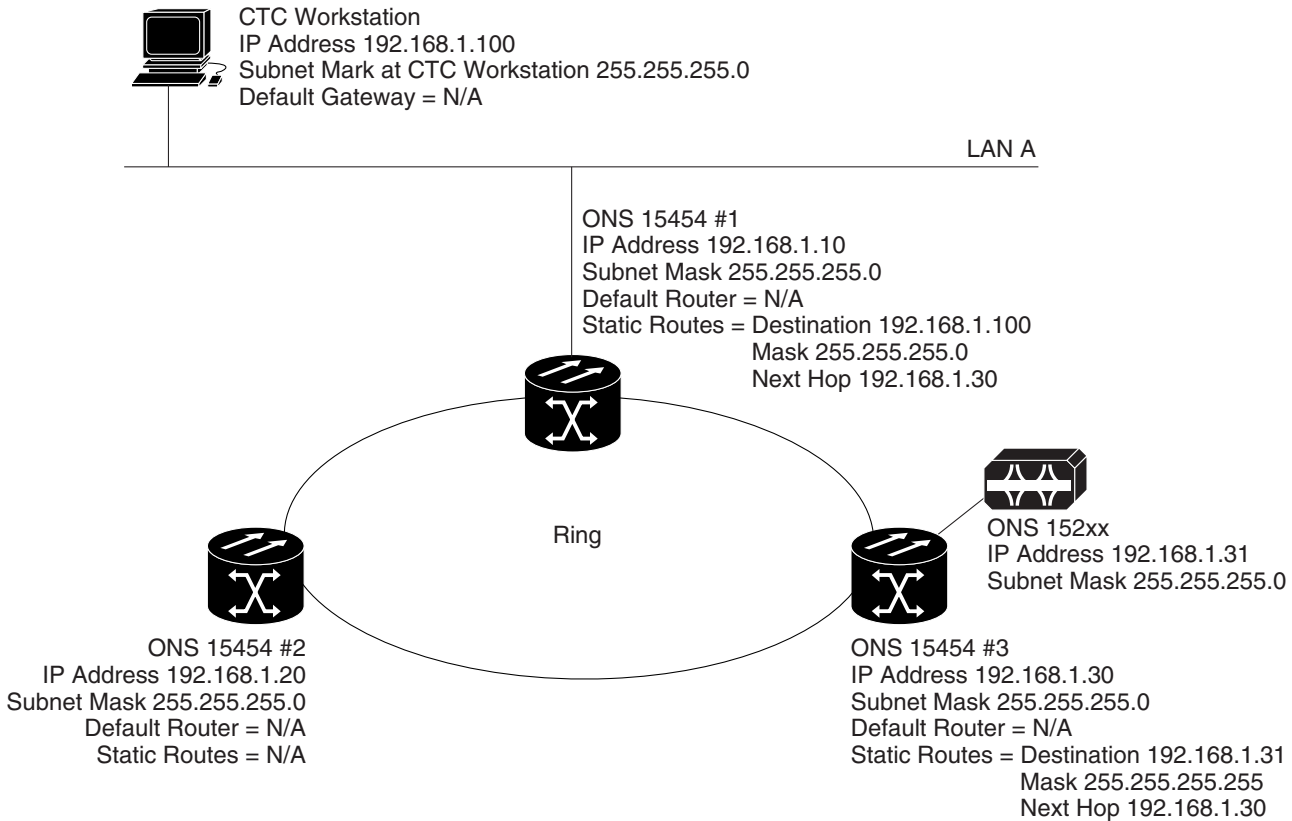 CTC Workstation
IP Address 192.168.1.100
Subnet Mark at CTC Workstation 255.255.255.0
Default Gateway = N/A
LAN A
ONS 15454 #1
IP Address 192.168.1.10
Subnet Mask 255.255.255.0
Default Router = N/A
Static Routes = Destination 192.168.1.100
Mask 255.255.255.0
Next Hop 192.168.1.30
Ring
ONS 152xx
IP Address 192.168.1.31
Subnet Mask 255.255.255.0
ONS 15454 #2
IP Address 192.168.1.20
Subnet Mask 255.255.255.0
Default Router = N/A
Static Routes = N/A
ONS 15454 #3
IP Address 192.168.1.30
Subnet Mask 255.255.255.0
Default Router = N/A
Static Routes = Destination 192.168.1.31
Mask 255.255.255.255
Next Hop 192.168.1.30